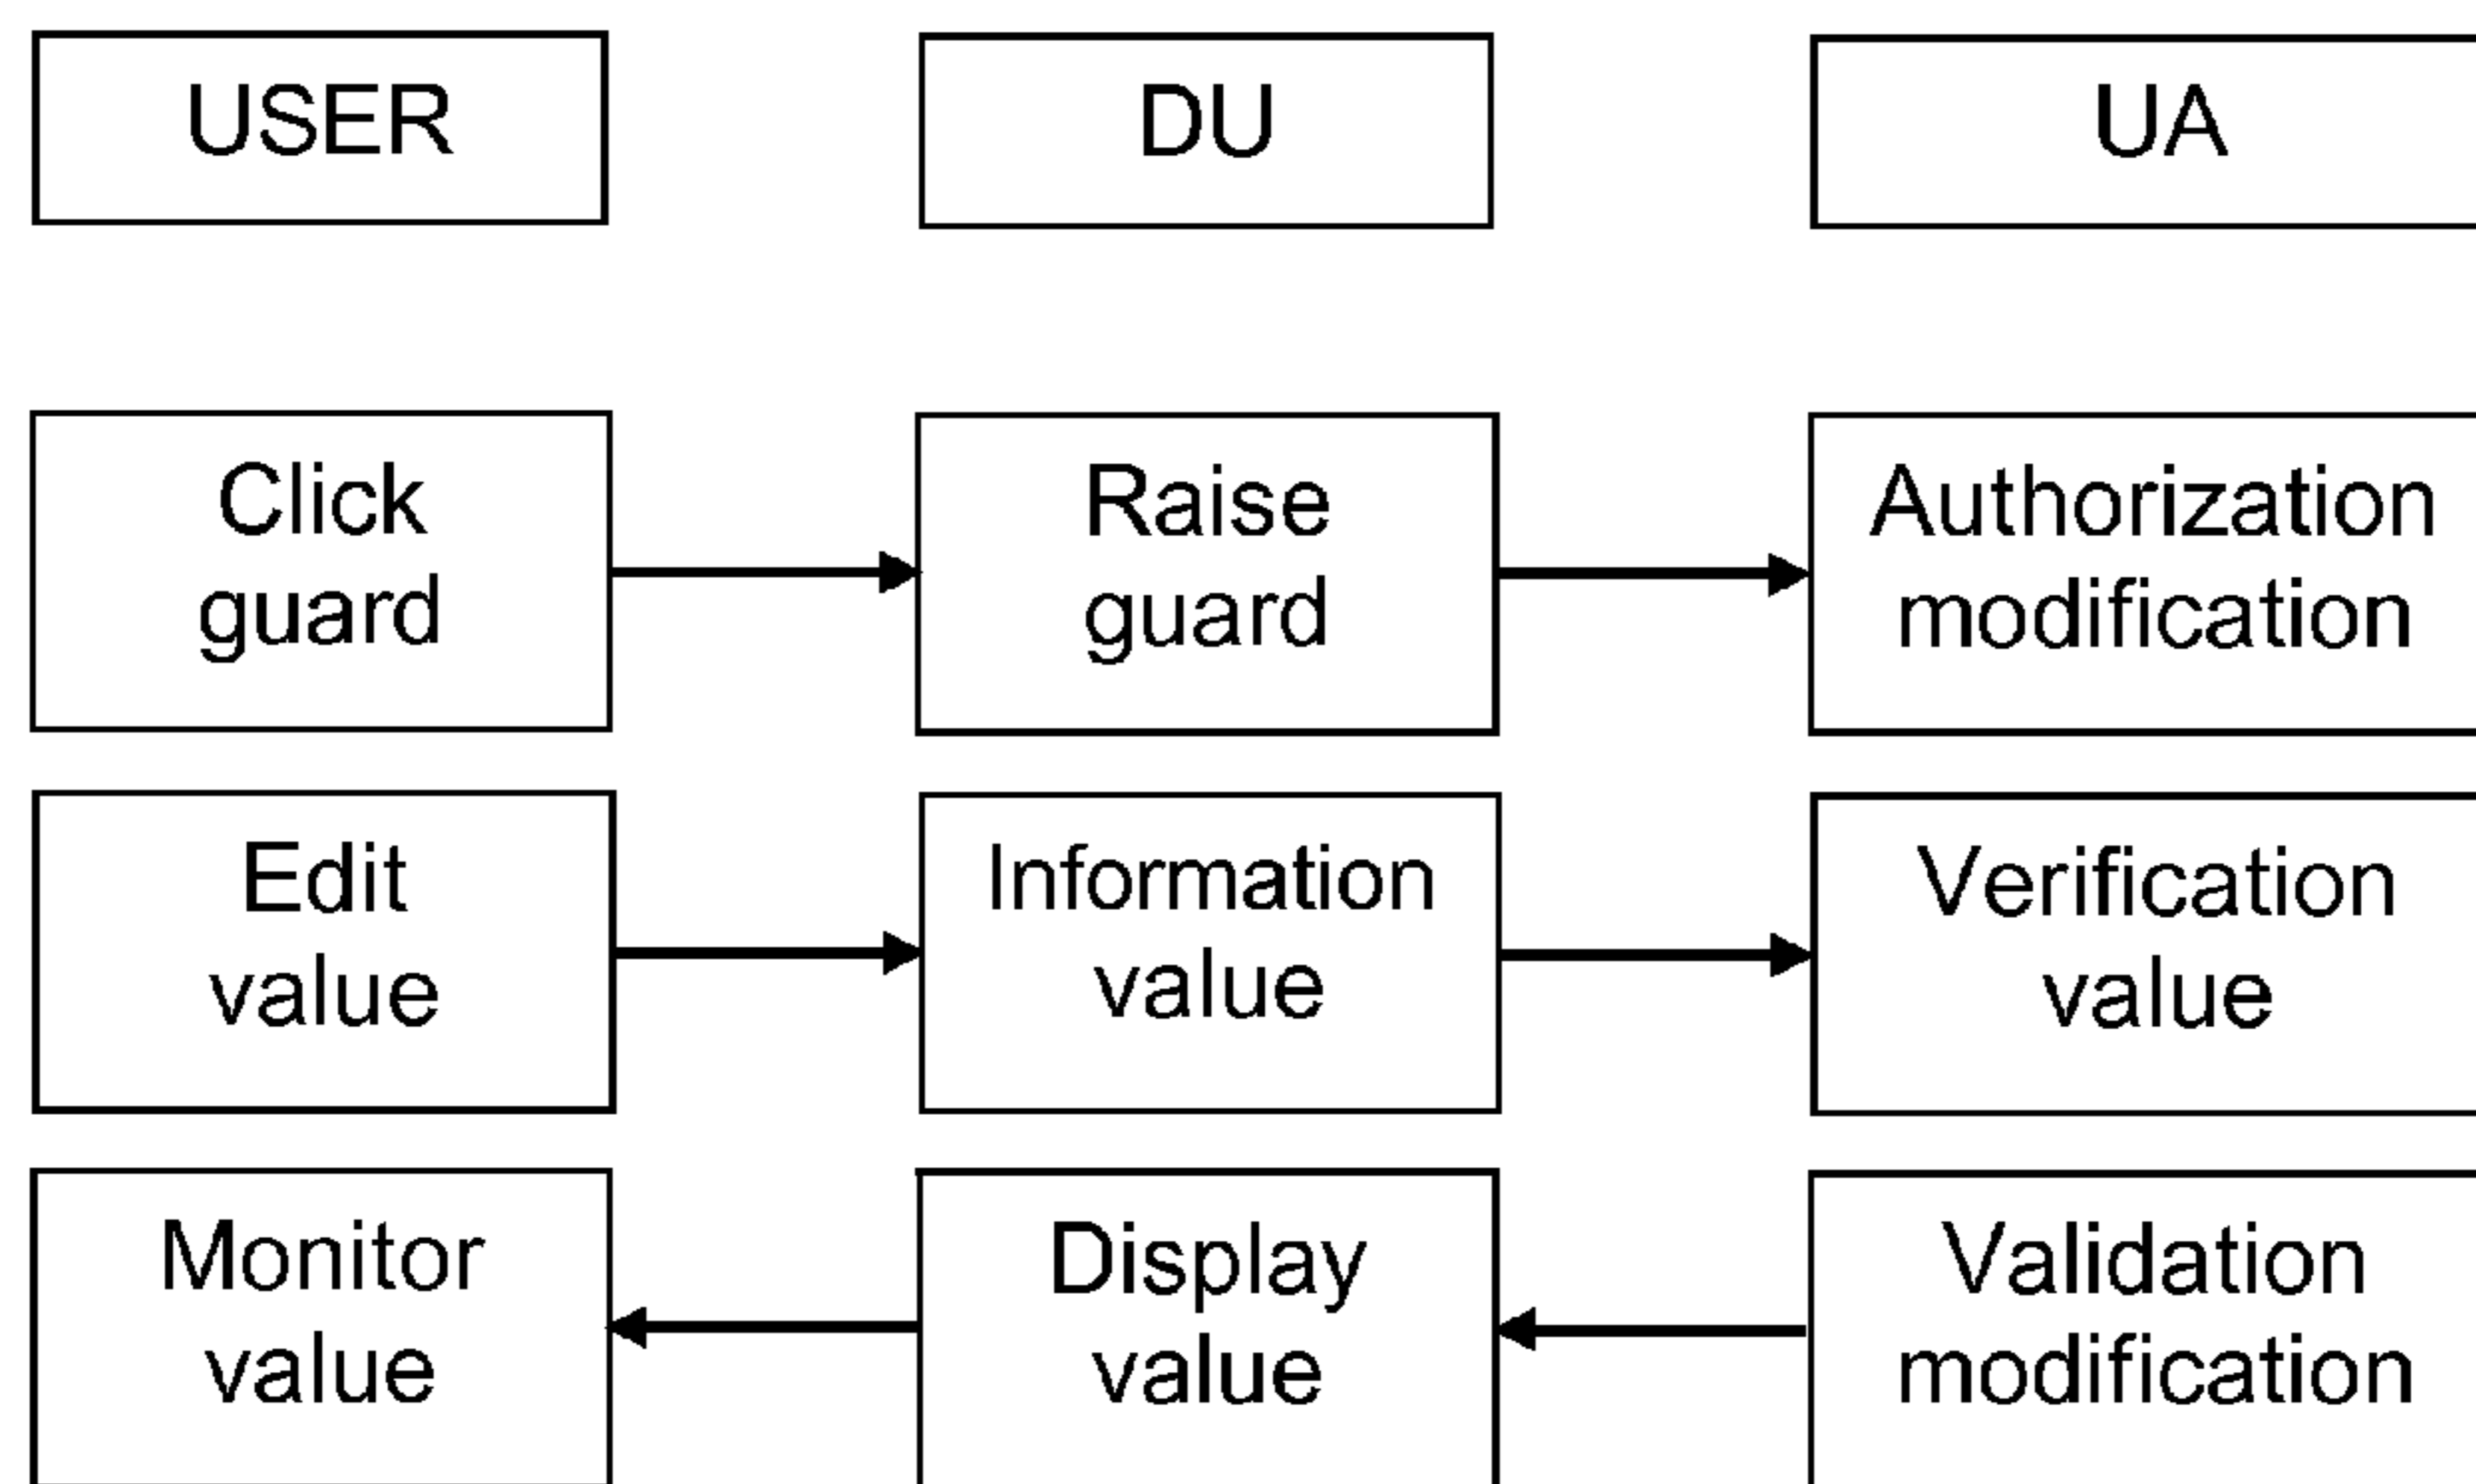 USER
DU
UA
Click
guard
Raise
guard
Authorization
modification
Edit
value
Information
value
Verification
value
Monitor
value
Display
value
Validation
modification